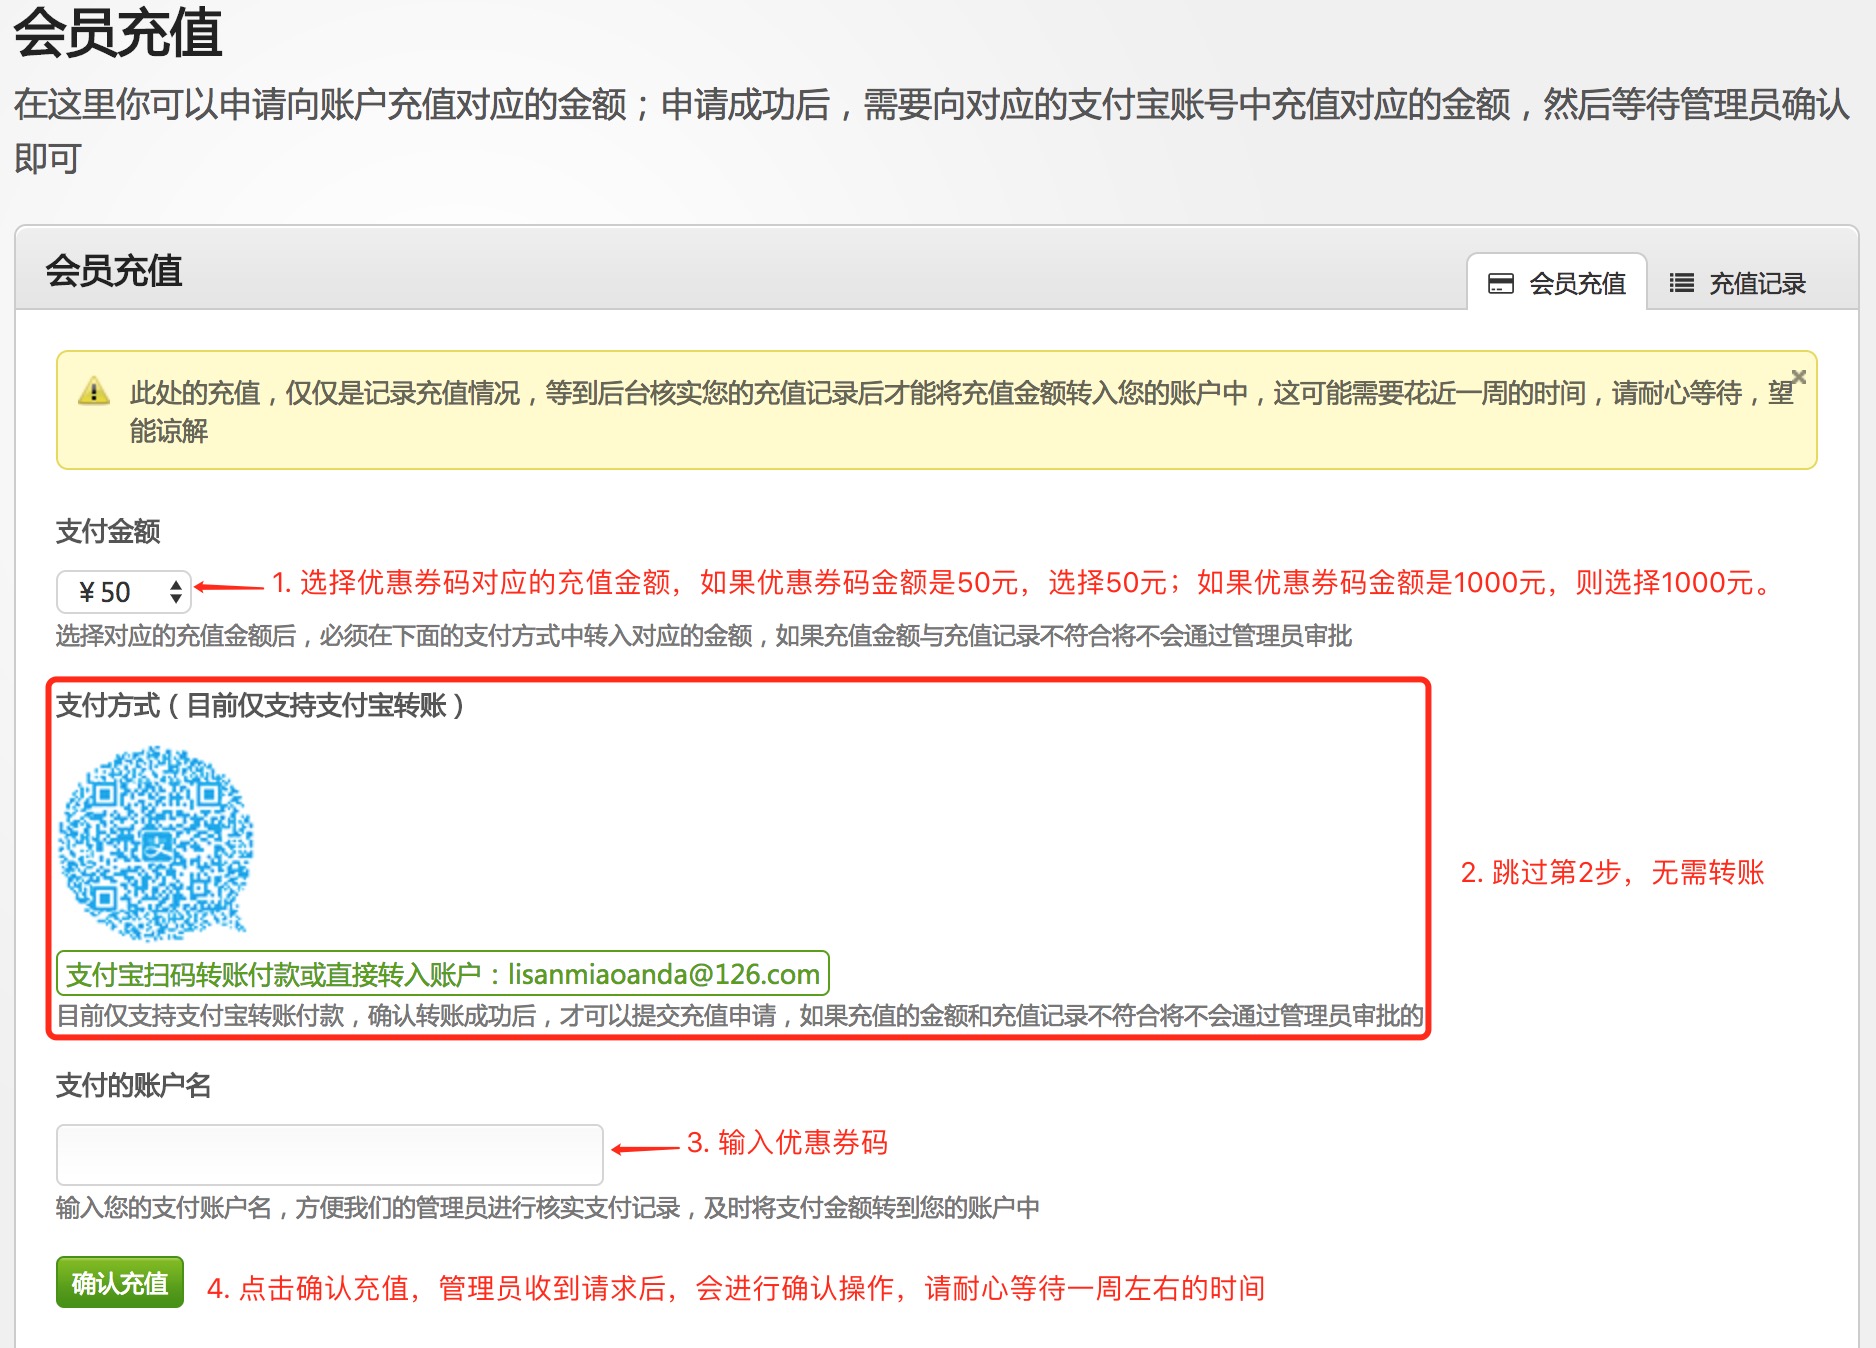 会员充值
在这里你可以申请向账户充值对应的金额；申请成功后，需要向对应的支付宝账号中充值对应的金额，然后等待管理员确认
即可
会员充值
会员充值
充值记录
此处的充值，仅仅是记录充值情况，等到后台核实您的充值记录后才能将充值金额转入您的账户中，这可能需要花近一周的时间，请耐心等待，望
能谅解
支付金额
¥ 50
1. 选择优惠券码对应的充值金额，如果优惠券码金额是50元，选择50元；如果优惠券码金额是1000元，则选择1000元。
选择对应的充值金额后，必须在下面的支付方式中转入对应的金额，如果充值金额与充值记录不符合将不会通过管理员审批
支付方式（目前仅支持支付宝转账）
2. 跳过第2步，无需转账
支付宝扫码转账付款或直接转入账户：lisanmiaoanda@126.com
目前仅支持支付宝转账付款，确认转账成功后，才可以提交充值申请，如果充值的金额和充值记录不符合将不会通过管理员审批的
支付的账户名
3. 输入优惠券码
输入您的支付账户名，方便我们的管理员进行核实支付记录，及时将支付金额转到您的账户中
确认充值
4. 点击确认充值，管理员收到请求后，会进行确认操作，请耐心等待一周左右的时间